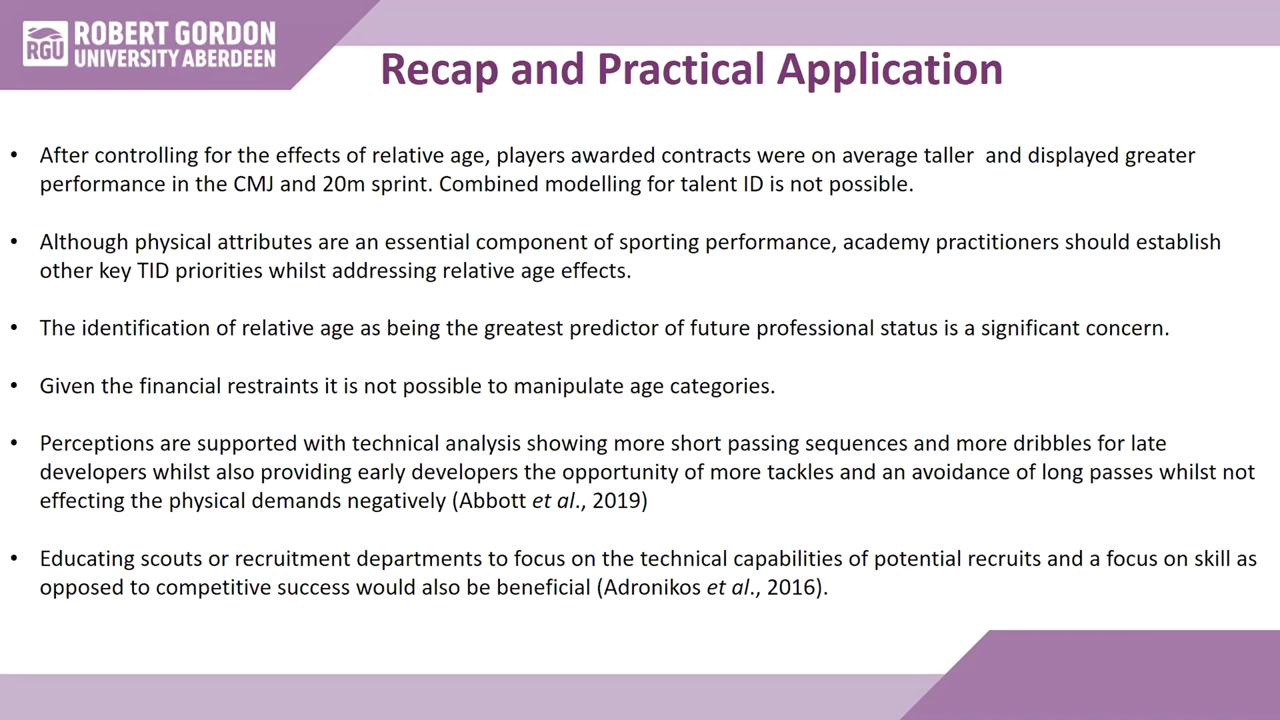 RGU
ROBERT GORDON
UNIVERSITY ABERDEEN
Recap and Practical Application
• After controlling for the effects of relative age, players awarded contracts were on average taller  and displayed greater
performance in the CMJ and 20m sprint. Combined modelling for talent ID is not possible.
• Although physical attributes are an essential component of sporting performance, academy practitioners should establish
other key TID priorities whilst addressing relative age effects.
• The identification of relative age as being the greatest predictor of future professional status is a significant concern.
• Given the financial restraints it is not possible to manipulate age categories.
• Perceptions are supported with technical analysis showing more short passing sequences and more dribbles for late
developers whilst also providing early developers the opportunity of more tackles and an avoidance of long passes whilst not
effecting the physical demands negatively (Abbott et al., 2019)
• Educating scouts or recruitment departments to focus on the technical capabilities of potential recruits and a focus on skill as
opposed to competitive success would also be beneficial (Adronikos et al., 2016).